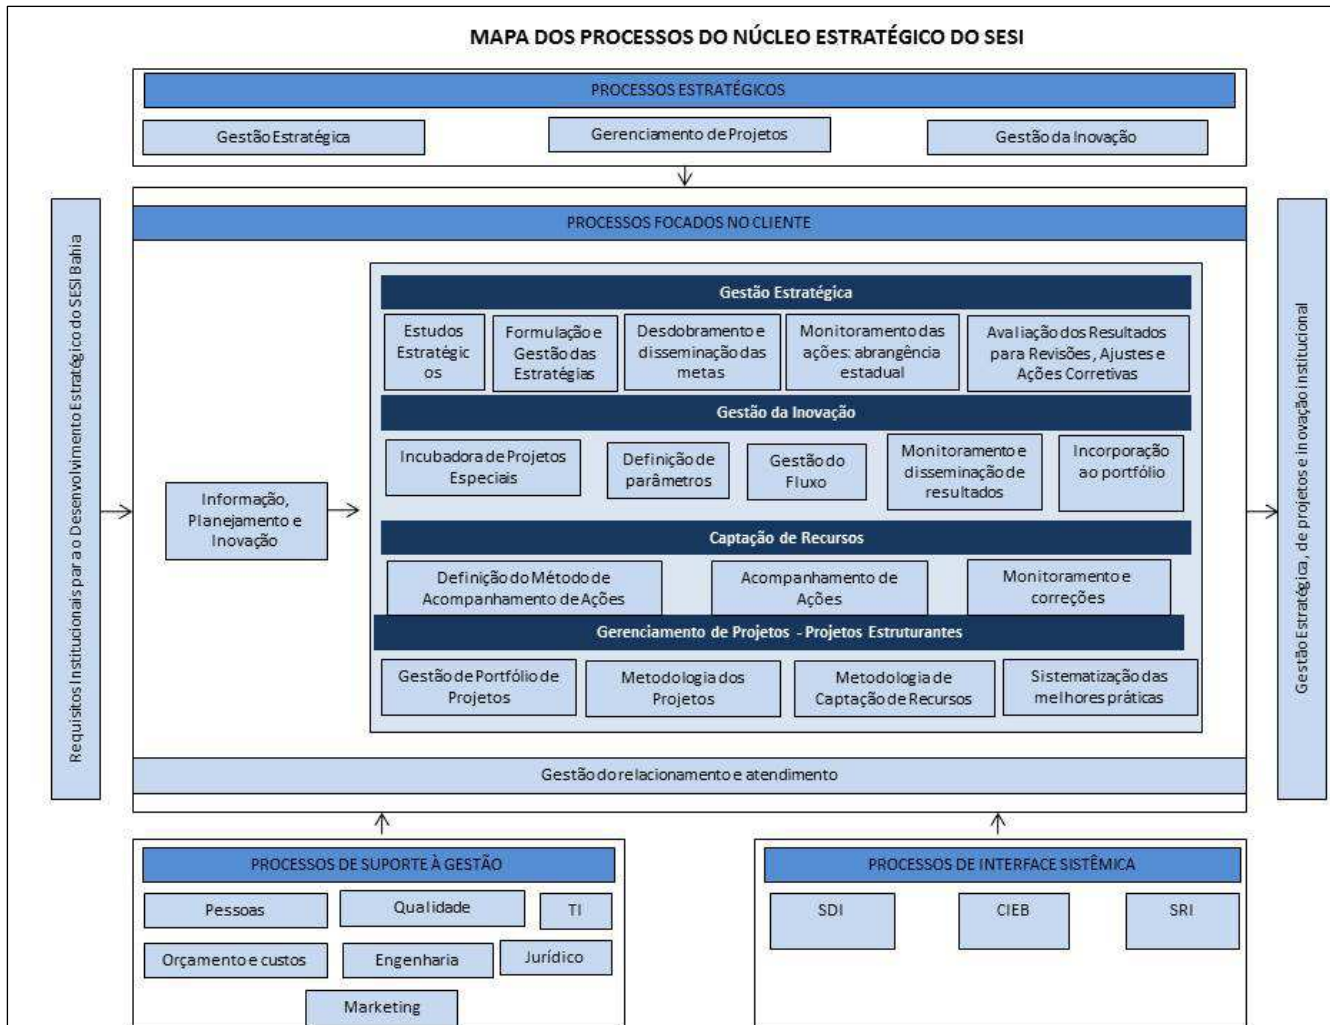 MAPA DOS PROCESSOS DO NÚCLEO ESTRATÉGICO DO SESI
PROCESSOS ESTRATÉGICOS
Gestão Estratégica
Gerenciamento de Projetos
Gestão da Inovação
Requisitos Institucionais par a o Desenvolvimento Estratégico do SESI Bahia
PROCESSOS FOCADOS NO CLIENTE
Informação,
Planejamento e
Inovação
Gestão Estratégica
Estudos
Estratégic
os
Formulação e
Gestão das
Estratégias
Desdobramento e
disseminação das
metas
Monitoramento das
ações: abrangência
estadual
Avaliação dos Resultados
para Revisões, Ajustes e
Ações Corretivas
Gestão da Inovação
Incubadora de Projetos
Especiais
Definição de
parâmetros
Gestão do
Fluxo
Monitoramento e
disseminação de
resultados
Incorporação
ao portfólio
Captação de Recursos
Definição do Método de
Acompanhamento de Ações
Acompanhamento de
Ações
Monitoramento e
correções
Gerenciamento de Projetos - Projetos Estruturantes
Gestão de Portfólio de
Projetos
Metodologia dos
Projetos
Metodologia de
Captação de Recursos
Sistematização das
melhores práticas
Gestão do relacionamento e atendimento
Gestão Estratégica, de projetos e inovação institucional
PROCESSOS DE SUPORTE À GESTÃO
Pessoas
Qualidade
TI
Orçamento e custos
Engenharia
Jurídico
Marketing
PROCESSOS DE INTERFACE SISTÊMICA
SDI
CIEB
SRI